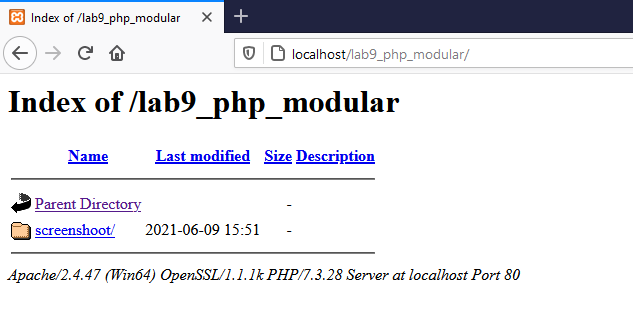 Index of /lab9_php_modular
localhost/lab9_php_modular/
Index of /lab9_php_modular
Name Last modified Size Description
Parent Directory -
screenshoot/ 2021-06-09 15:51 -
Apache/2.4.47 (Win64) OpenSSL/1.1.1k PHP/7.3.28 Server at localhost Port 80